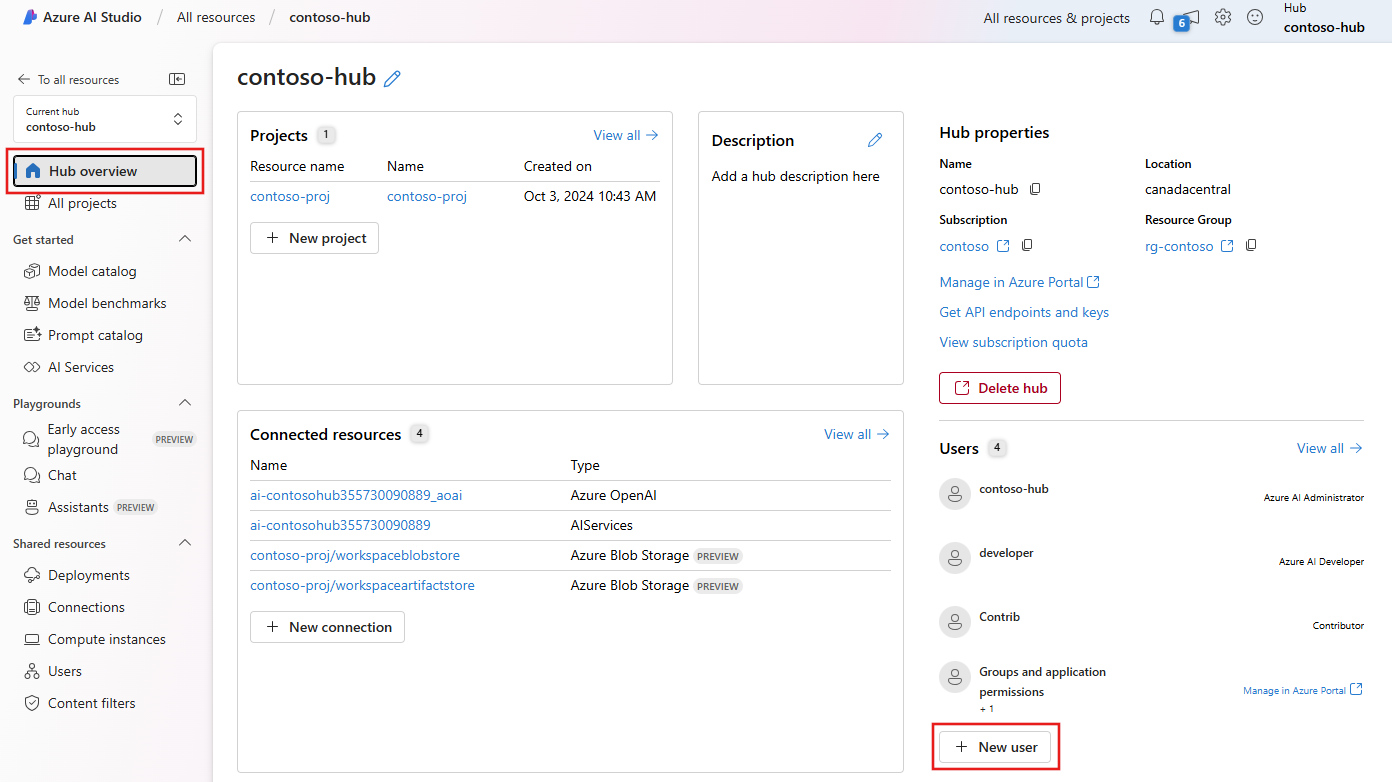 Azure AI Studio / All resources / contoso-hub
All resources & projects
6
Hub
contoso-hub
To all resources
Current hub
contoso-hub
Hub overview
All projects
Get started
Model catalog
Model benchmarks
Prompt catalog
AI Services
Playgrounds
Early access
playground PREVIEW
Chat
Assistants PREVIEW
Shared resources
Deployments
Connections
Compute instances
Users
Content filters
contoso-hub
Projects 1 View all
Resource name Name Created on
contoso-proj contoso-proj Oct 3, 2024 10:43 AM
New project
Description
Add a hub description here
Connected resources 4 View all
Name Type
ai-contosohub355730090889_aoai Azure OpenAI
ai-contosohub355730090889 AIServices
contoso-proj/workspaceblobstore Azure Blob Storage PREVIEW
contoso-proj/workspaceartifactstore Azure Blob Storage PREVIEW
New connection
Hub properties
Name Location
contoso-hub canadacentral
Subscription Resource Group
contoso rg-contoso
Manage in Azure Portal
Get API endpoints and keys
View subscription quota
Delete hub
Users 4 View all
contoso-hub
Azure AI Administrator
developer
Azure AI Developer
Contrib
Contributor
Groups and application
permissions
Manage in Azure Portal
+ 1
New user